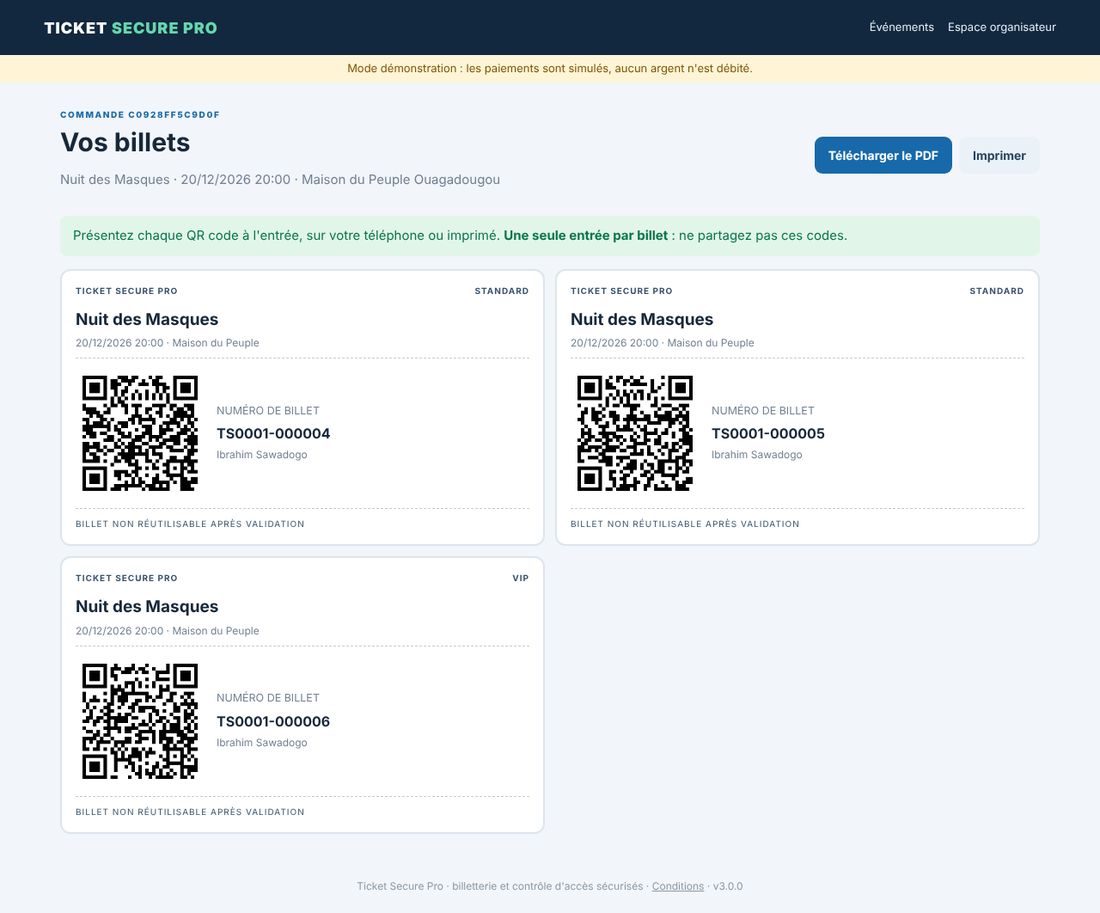 TICKET SECURE PRO
Événements Espace organisateur
Mode démonstration : les paiements sont simulés, aucun argent n'est débité.
COMMANDE C0928FF5C9D0F
Vos billets
Télécharger le PDF
Imprimer
Nuit des Masques · 20/12/2026 20:00 · Maison du Peuple Ouagadougou
Présentez chaque QR code à l'entrée, sur votre téléphone ou imprimé. Une seule entrée par billet : ne partagez pas ces codes.
TICKET SECURE PRO STANDARD
Nuit des Masques
20/12/2026 20:00 · Maison du Peuple
NUMÉRO DE BILLET
TS0001-000004
Ibrahim Sawadogo
BILLET NON RÉUTILISABLE APRÈS VALIDATION
TICKET SECURE PRO STANDARD
Nuit des Masques
20/12/2026 20:00 · Maison du Peuple
NUMÉRO DE BILLET
TS0001-000005
Ibrahim Sawadogo
BILLET NON RÉUTILISABLE APRÈS VALIDATION
TICKET SECURE PRO VIP
Nuit des Masques
20/12/2026 20:00 · Maison du Peuple
NUMÉRO DE BILLET
TS0001-000006
Ibrahim Sawadogo
BILLET NON RÉUTILISABLE APRÈS VALIDATION
Ticket Secure Pro · billetterie et contrôle d'accès sécurisés · Conditions · v3.0.0